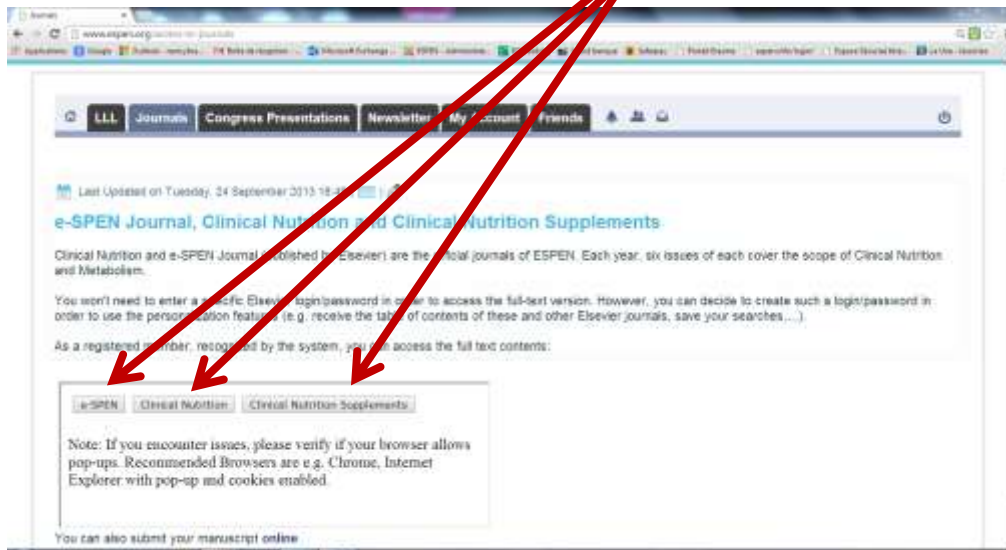 Journals
www.espen.org
LLL Journals Congress Presentations Newsletter My Account Friends
Last Updated on Tuesday, 24 September 2013
e-SPEN Journal, Clinical Nutrition and Clinical Nutrition Supplements
Clinical Nutrition and e-SPEN Journal (published by Elsevier) are the official journals of ESPEN. Each year, six issues of each cover the scope of Clinical Nutrition
and Metabolism.
You won't need to enter a specific Elsevier login/password in order to access the full-text version. However, you can decide to create such a login/password in
order to use the personalization features (e.g. receive the table of contents of these and other Elsevier journals, save your searches,...).
As a registered member, recognized by the system, you can access the full text contents:
e-SPEN Clinical Nutrition Clinical Nutrition Supplements
Note: If you encounter issues, please verify if your browser allows
pop-ups. Recommended Browsers are e.g. Chrome, Internet
Explorer with pop-up and cookies enabled.
You can also submit your manuscript online